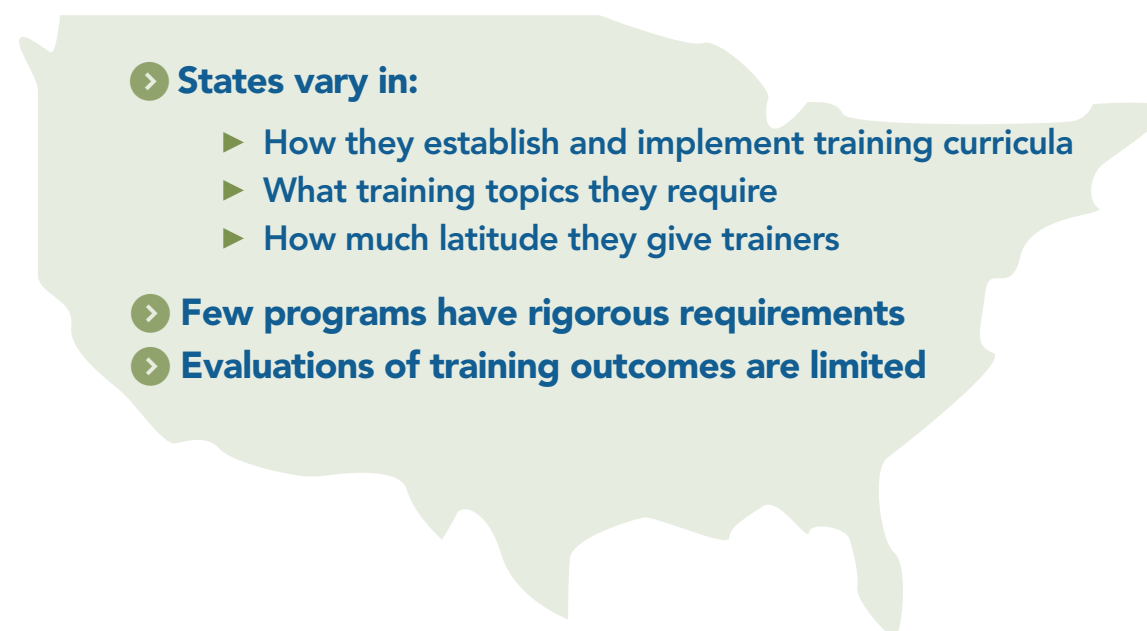 States vary in:
How they establish and implement training curricula
What training topics they require
How much latitude they give trainers
Few programs have rigorous requirements
Evaluations of training outcomes are limited